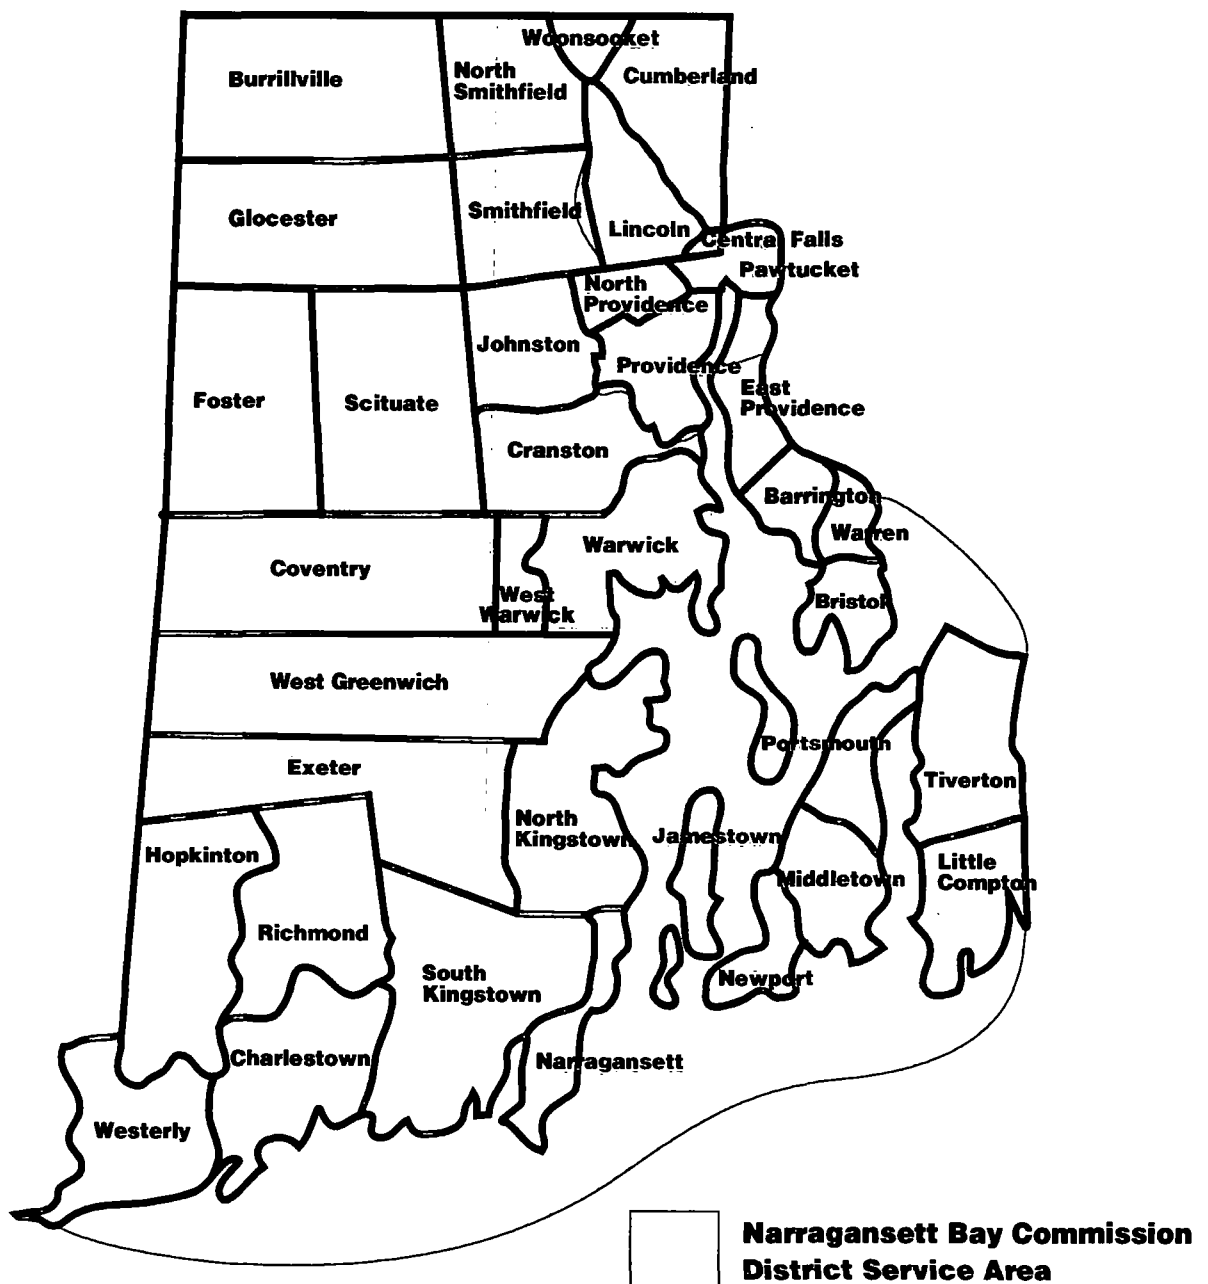 Woonsocket
Burrillville
North
Smithfield
Cumberland
Glocester
Smithfield
Lincoln
Central Falls
Pawtucket
North
Providence
Johnston
Providence
Foster
Scituate
East
Providence
Cranston
Barrington
Warren
Coventry
Warwick
West
Warwick
Bristol
West Greenwich
Portsmouth
Exeter
Tiverton
North
Kingstown
Jamestown
Hopkinton
Middletown
Little
Compton
Richmond
South
Kingstown
Newport
Charlestown
Narragansett
Westerly
Narragansett Bay Commission
District Service Area